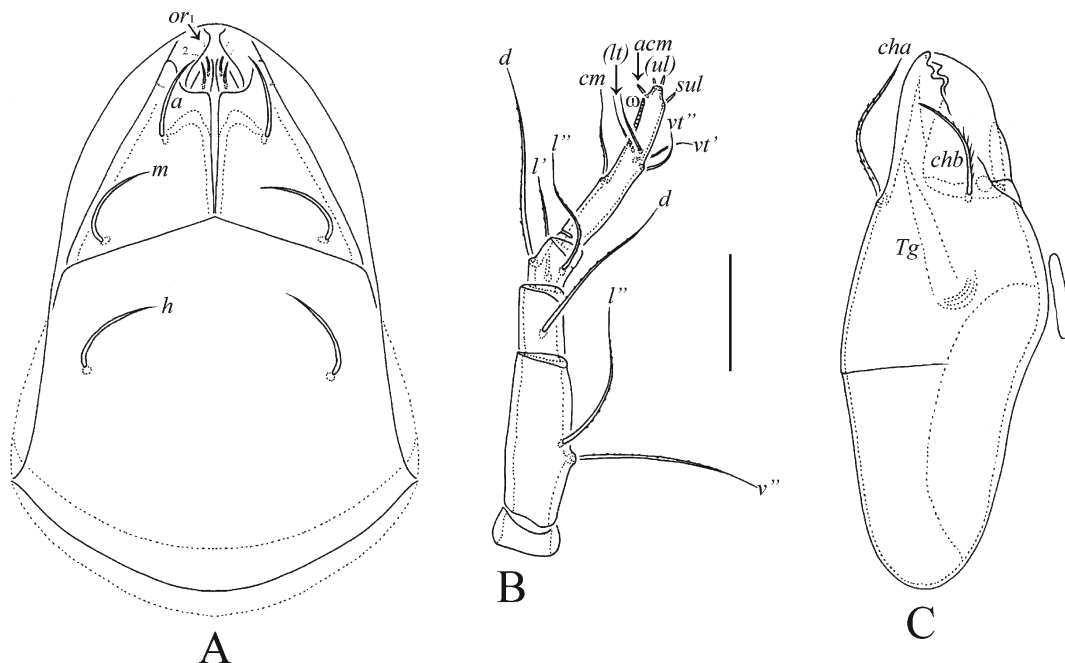 or1
2
a
m
h
A
d
(lt)
acm
(ul)
cm
ω
sul
vt”
vt’
l”
l’
d
l”
v”
B
cha
chb
Tg
C